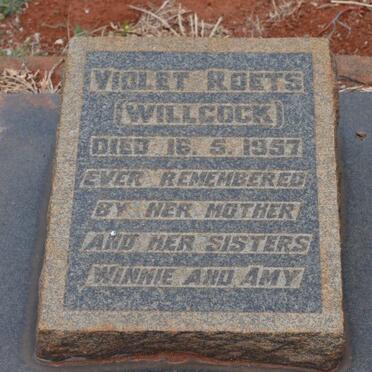 VIOLET ROETS
(WILLCOCK)
DIED 16. 5. 1957
EVER REMEMBERED
BY HER MOTHER
AND HER SISTERS
WINNIE AND AMY